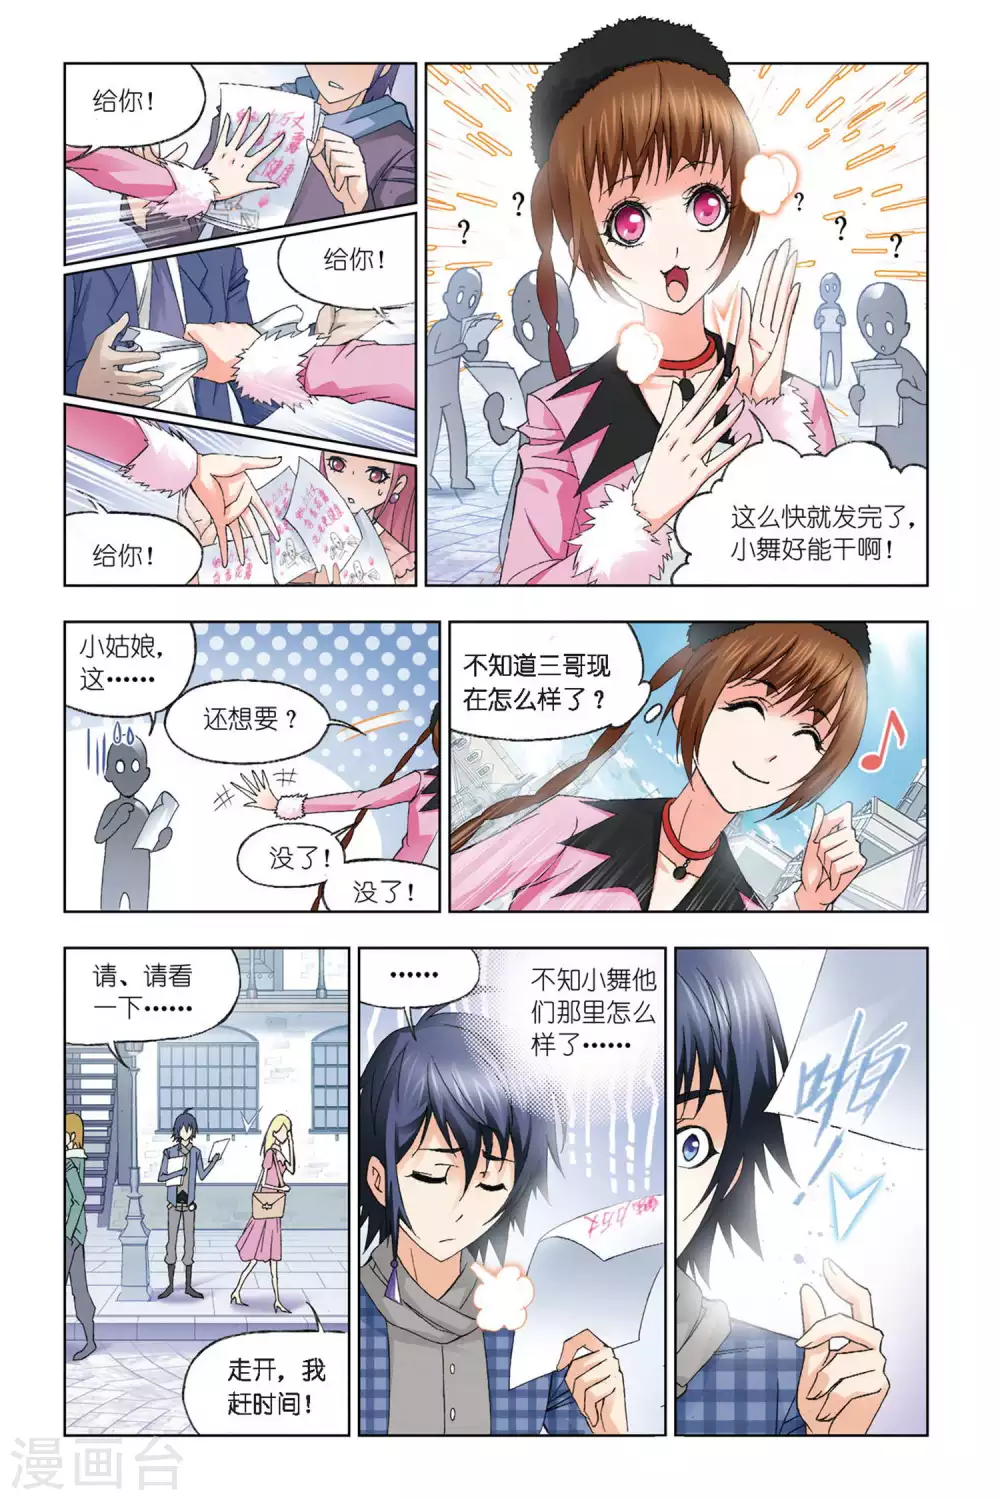 给你！
给你！
给你！
?
?
?
?
?
这么快就发完了，
小舞好能干啊！
小姑娘，
这……
还想要？
没了！
没了！
不知道三哥现
在怎么样了？
请、请看
一下……
走开，我
赶时间！
……
不知小舞他
们那里怎么
样了……
啪！
漫画台